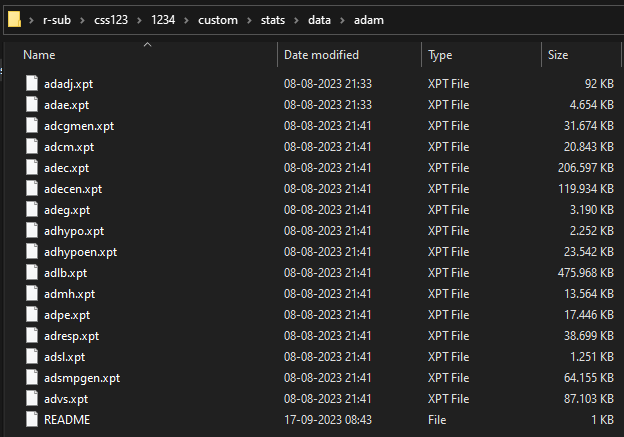 r-sub > css123 > 1234 > custom > stats > data > adam
Name Date modified Type Size
adadj.xpt 08-08-2023 21:33 XPT File 92 KB
adae.xpt 08-08-2023 21:33 XPT File 4.654 KB
adcgmen.xpt 08-08-2023 21:41 XPT File 31.674 KB
adcm.xpt 08-08-2023 21:41 XPT File 20.843 KB
adec.xpt 08-08-2023 21:41 XPT File 206.597 KB
adecen.xpt 08-08-2023 21:41 XPT File 119.934 KB
adeg.xpt 08-08-2023 21:41 XPT File 3.190 KB
adhypo.xpt 08-08-2023 21:41 XPT File 2.252 KB
adhypoen.xpt 08-08-2023 21:41 XPT File 23.542 KB
adlb.xpt 08-08-2023 21:41 XPT File 475.968 KB
admh.xpt 08-08-2023 21:41 XPT File 13.564 KB
adpe.xpt 08-08-2023 21:41 XPT File 17.446 KB
adresp.xpt 08-08-2023 21:41 XPT File 38.699 KB
adsl.xpt 08-08-2023 21:41 XPT File 1.251 KB
adsmpgen.xpt 08-08-2023 21:41 XPT File 64.155 KB
advs.xpt 08-08-2023 21:41 XPT File 87.103 KB
README 17-09-2023 08:43 File 1 KB